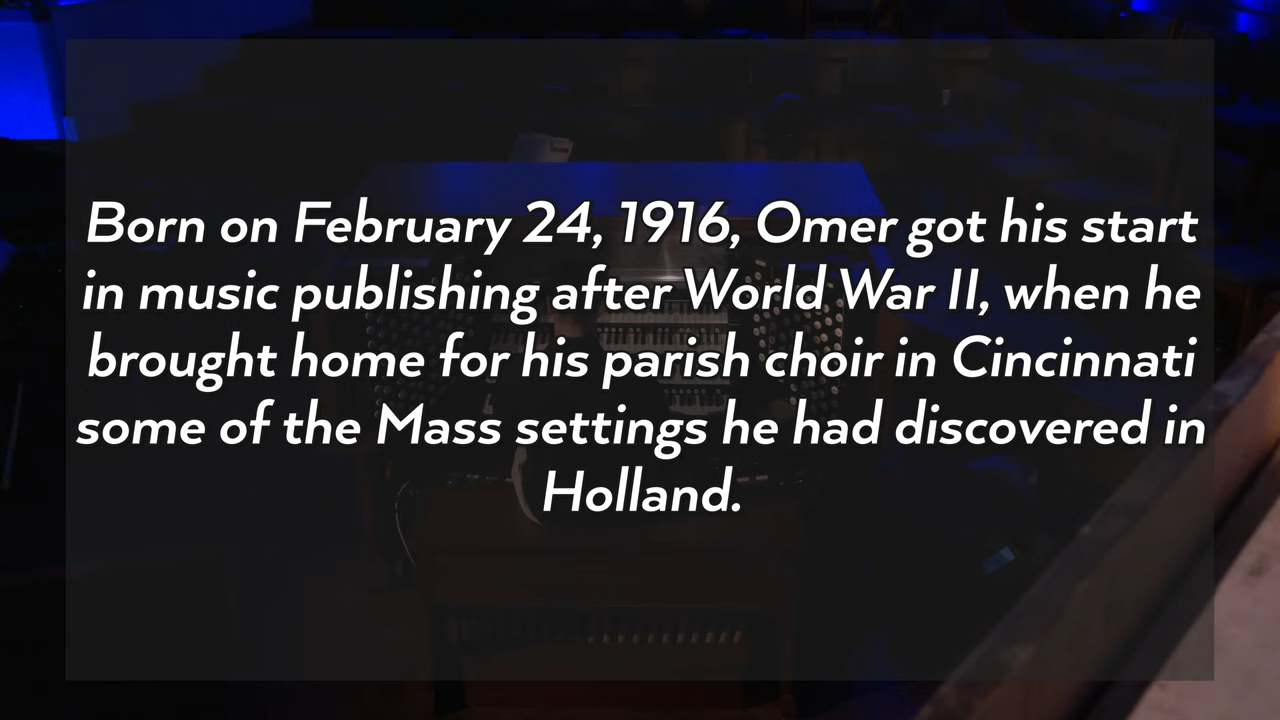 Born on February 24, 1916, Omer got his start
in music publishing after World War II, when he
brought home for his parish choir in Cincinnati
some of the Mass settings he had discovered in
Holland.